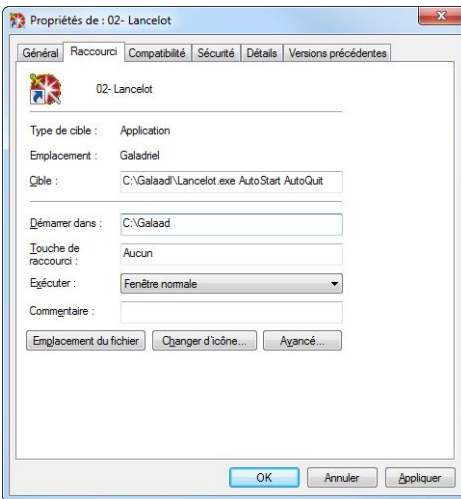 Propriétés de : 02- Lancelot
Général Raccourci Compatibilité Sécurité Détails Versions précédentes
02- Lancelot
Type de cible : Application
Emplacement : Galadriel
Cible : C:\Galaad\Lancelot.exe AutoStart AutoQuit
Démarrer dans : C:\Galaad
Touche de
raccourci : Aucun
Exécuter : Fenêtre normale
Commentaire :
Emplacement du fichier Changer d'icône... Avancé...
OK Annuler Appliquer